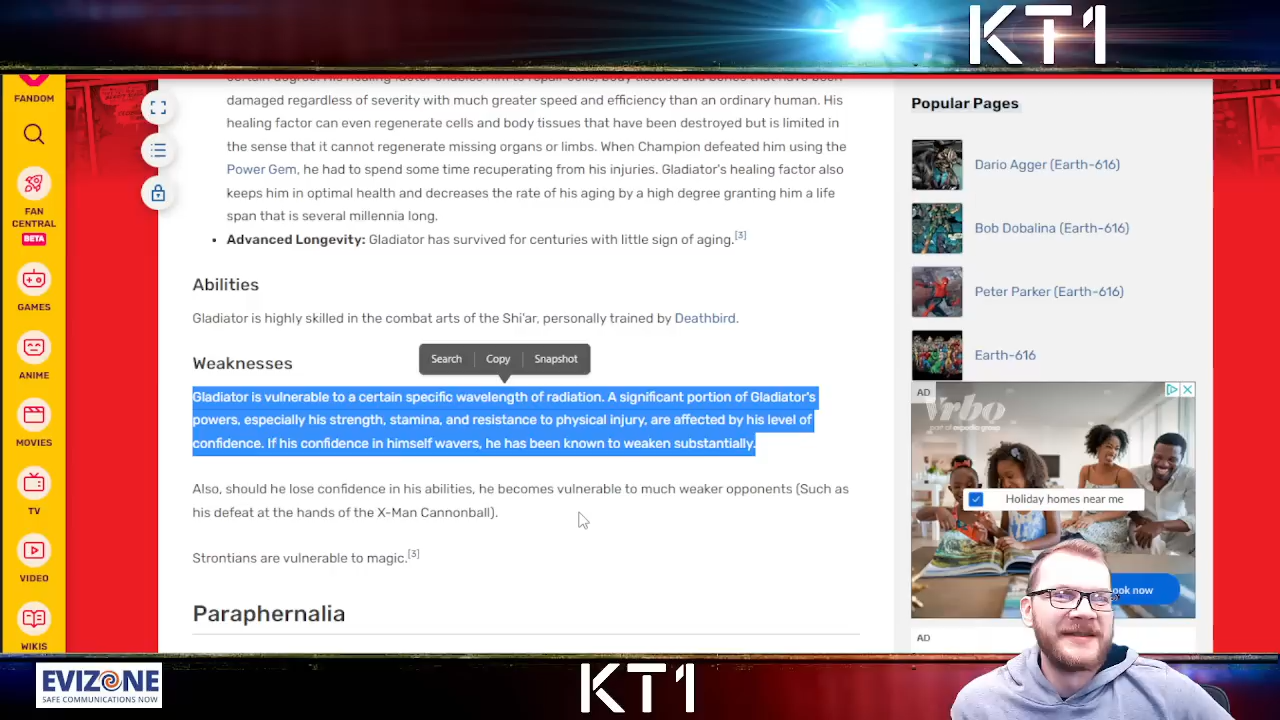 KT1
FANDOM
FAN
CENTRAL
BETA
GAMES
ANIME
MOVIES
TV
VIDEO
WIKIS
damaged regardless of severity with much greater speed and efficiency than an ordinary human. His
healing factor can even regenerate cells and body tissues that have been destroyed but is limited in
the sense that it cannot regenerate missing organs or limbs. When Champion defeated him using the
Power Gem, he had to spend some time recuperating from his injuries. Gladiator's healing factor also
keeps him in optimal health and decreases the rate of his aging by a high degree granting him a life
span that is several millennia long.
• Advanced Longevity: Gladiator has survived for centuries with little sign of aging.[3]
Abilities
Gladiator is highly skilled in the combat arts of the Shi'ar, personally trained by Deathbird.
Weaknesses
Search Copy Snapshot
Gladiator is vulnerable to a certain specific wavelength of radiation. A significant portion of Gladiator's
powers, especially his strength, stamina, and resistance to physical injury, are affected by his level of
confidence. If his confidence in himself wavers, he has been known to weaken substantially.
Also, should he lose confidence in his abilities, he becomes vulnerable to much weaker opponents (Such as
his defeat at the hands of the X-Man Cannonball).
Strontians are vulnerable to magic.[3]
Paraphernalia
Popular Pages
Dario Agger (Earth-616)
Bob Dobalina (Earth-616)
Peter Parker (Earth-616)
Earth-616
AD
Vrbo
part of expedia group
Holiday homes near me
ook now
AD
EVIZONE
SAFE COMMUNICATIONS NOW
KT1